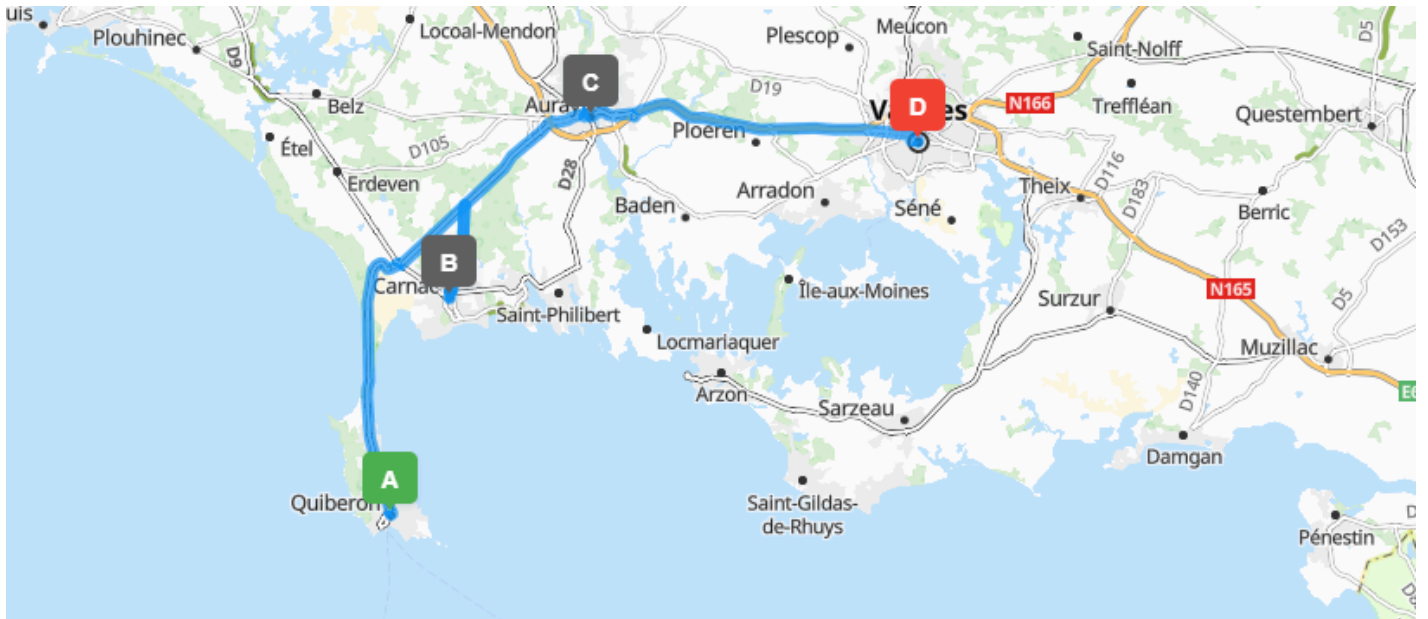 Plouhinec
D9
Locoal-Mendon
Plescop
Meucon
Saint-Nolff
D5
Belz
C
D19
D
N166
Treffléan
Questembert
Étel
D105
Ploeren
Erdeven
D28
Arradon
Theix
D116
D183
Baden
Séné
Berric
D153
B
Île-aux-Moines
Surzur
N165
D5
Saint-Philibert
Locmariaquer
Muzillac
Arzon
D140
Sarzeau
Damgan
A
Quiberon
Saint-Gildas-
de-Rhuys
Pénestin